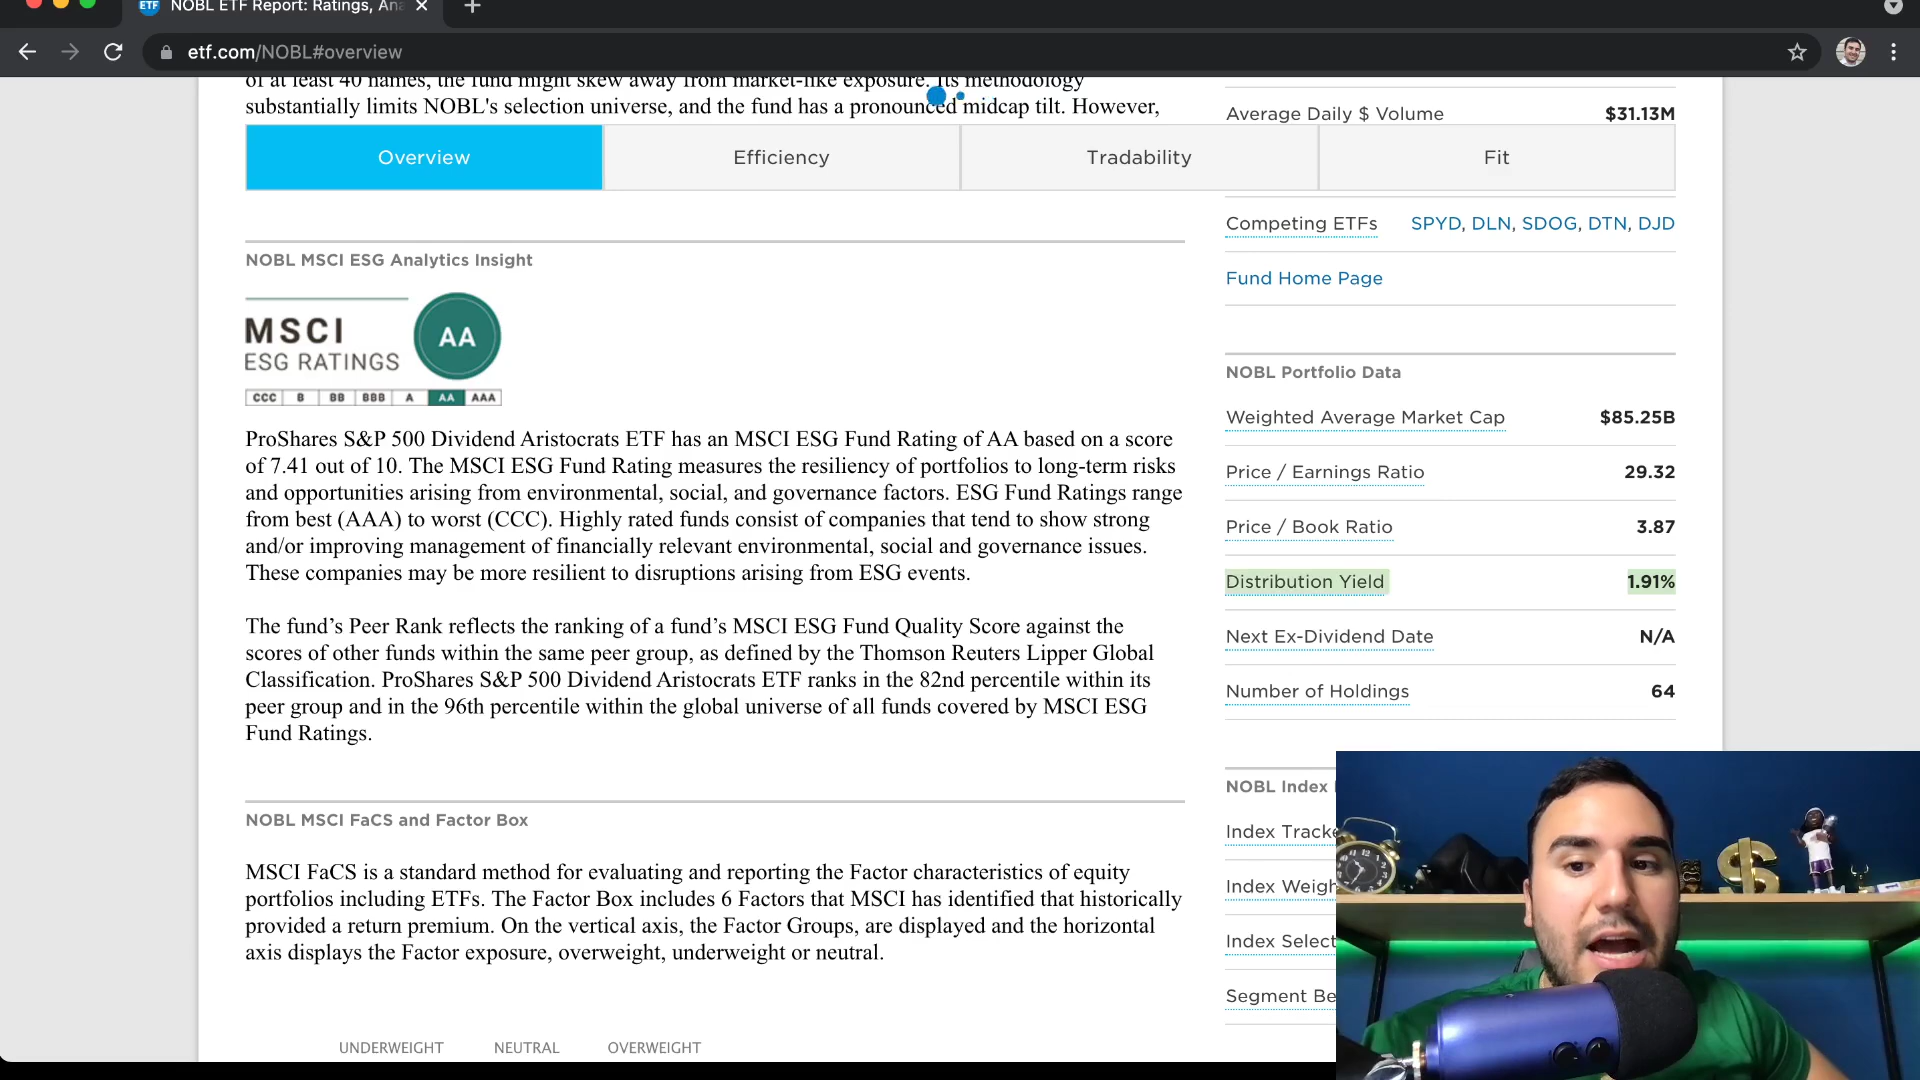 NOBL ETF Report: Ratings, Ana
etf.com/NOBL#overview
of at least 40 names, the fund might skew away from market-like exposure. Its methodology
substantially limits NOBL's selection universe, and the fund has a pronounced midcap tilt. However,
Average Daily $ Volume $31.13M
Overview Efficiency Tradability Fit
Competing ETFs SPYD, DLN, SDOG, DTN, DJD
Fund Home Page
NOBL MSCI ESG Analytics Insight
MSCI
ESG RATINGS
AA
CCC B BB BBB A AA AAA
ProShares S&P 500 Dividend Aristocrats ETF has an MSCI ESG Fund Rating of AA based on a score
of 7.41 out of 10. The MSCI ESG Fund Rating measures the resiliency of portfolios to long-term risks
and opportunities arising from environmental, social, and governance factors. ESG Fund Ratings range
from best (AAA) to worst (CCC). Highly rated funds consist of companies that tend to show strong
and/or improving management of financially relevant environmental, social and governance issues.
These companies may be more resilient to disruptions arising from ESG events.
The fund’s Peer Rank reflects the ranking of a fund’s MSCI ESG Fund Quality Score against the
scores of other funds within the same peer group, as defined by the Thomson Reuters Lipper Global
Classification. ProShares S&P 500 Dividend Aristocrats ETF ranks in the 82nd percentile within its
peer group and in the 96th percentile within the global universe of all funds covered by MSCI ESG
Fund Ratings.
NOBL MSCI FaCS and Factor Box
MSCI FaCS is a standard method for evaluating and reporting the Factor characteristics of equity
portfolios including ETFs. The Factor Box includes 6 Factors that MSCI has identified that historically
provided a return premium. On the vertical axis, the Factor Groups, are displayed and the horizontal
axis displays the Factor exposure, overweight, underweight or neutral.
UNDERWEIGHT NEUTRAL OVERWEIGHT
NOBL Portfolio Data
Weighted Average Market Cap $85.25B
Price / Earnings Ratio 29.32
Price / Book Ratio 3.87
Distribution Yield 1.91%
Next Ex-Dividend Date N/A
Number of Holdings 64
NOBL Index
Index Tracke
Index Weigh
Index Select
Segment Be